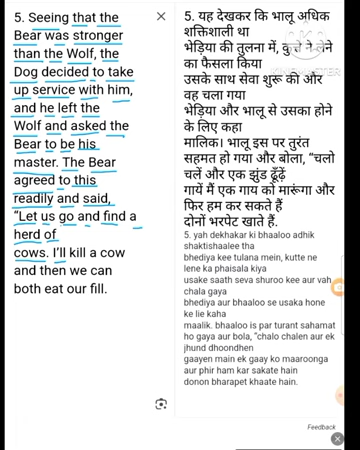 5. Seeing that the
Bear was stronger
than the Wolf, the
Dog decided to take
up service with him,
and he left the
Wolf and asked the
Bear to be his
master. The Bear
agreed to this
readily and said,
"Let us go and find a
herd of
cows. I'll kill a cow
and then we can
both eat our fill.
5. यह देखकर कि भालू अधिक
शक्तिशाली था
भेड़िया की तुलना में, कुत्ते ने लेने
का फैसला किया
उसके साथ सेवा शुरू की और
वह चला गया
भेड़िया और भालू से उसका होने
के लिए कहा
मालिक। भालू इस पर तुरंत
सहमत हो गया और बोला, "चलो
चलें और एक झुंड ढूँढ़ें
गायें मैं एक गाय को मारूंगा और
फिर हम कर सकते हैं
दोनों भरपेट खाते हैं.
5. yah dekhakar ki bhaaloo adhik
shaktishaalee tha
bhediya kee tulana mein, kutte ne
lene ka phaisala kiya
usake saath seva shuroo kee aur vah
chala gaya
bhediya aur bhaaloo se usaka hone
ke lie kaha
maalik. bhaaloo is par turant sahamat
ho gaya aur bola, "chalo chalen aur ek
jhund dhoondhen
gaayen main ek gaay ko maaroonga
aur phir ham kar sakate hain
donon bharapet khaate hain.
Feedback